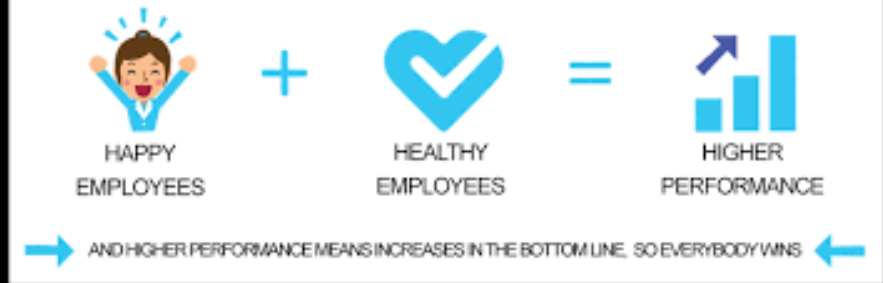 + =
HAPPY HEALTHY HIGHER
EMPLOYEES EMPLOYEES PERFORMANCE
AND HIGHER PERFORMANCE MEANS INCREASES IN THE BOTTOM LINE, SO EVERYBODY WINS